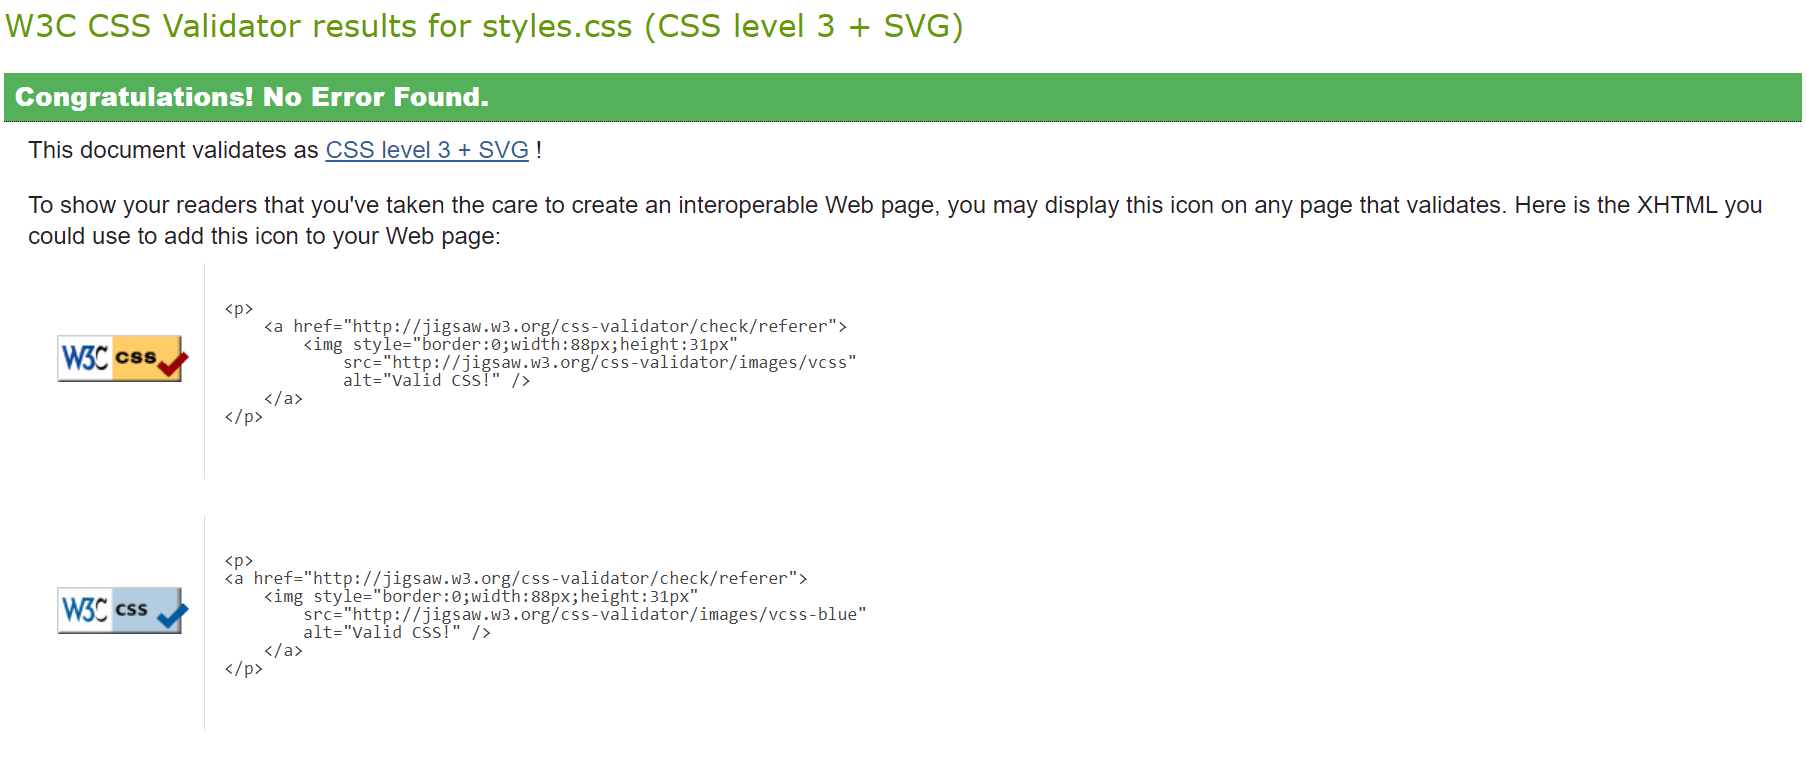 W3C CSS Validator results for styles.css (CSS level 3 + SVG)
Congratulations! No Error Found.
This document validates as CSS level 3 + SVG !
To show your readers that you've taken the care to create an interoperable Web page, you may display this icon on any page that validates. Here is the XHTML you
could use to add this icon to your Web page:
W3C css
<p>
<a href="http://jigsaw.w3.org/css-validator/check/referer">
<img style="border:0;width:88px;height:31px"
src="http://jigsaw.w3.org/css-validator/images/vcss"
alt="Valid CSS!" />
</a>
</p>
W3C css
<p>
<a href="http://jigsaw.w3.org/css-validator/check/referer">
<img style="border:0;width:88px;height:31px"
src="http://jigsaw.w3.org/css-validator/images/vcss-blue"
alt="Valid CSS!" />
</a>
</p>